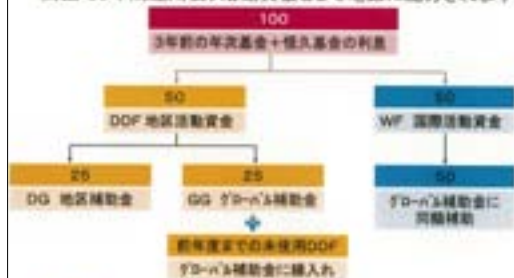 100
3年前の年次基金＋恒久基金の利息
50
DDF 地区活動資金
50
WF 国際活動資金
25
DG 地区補助金
25
GG グローバル補助金
50
グローバル補助金に
同額補助
前年度までの未使用DDF
グローバル補助金に繰入れ